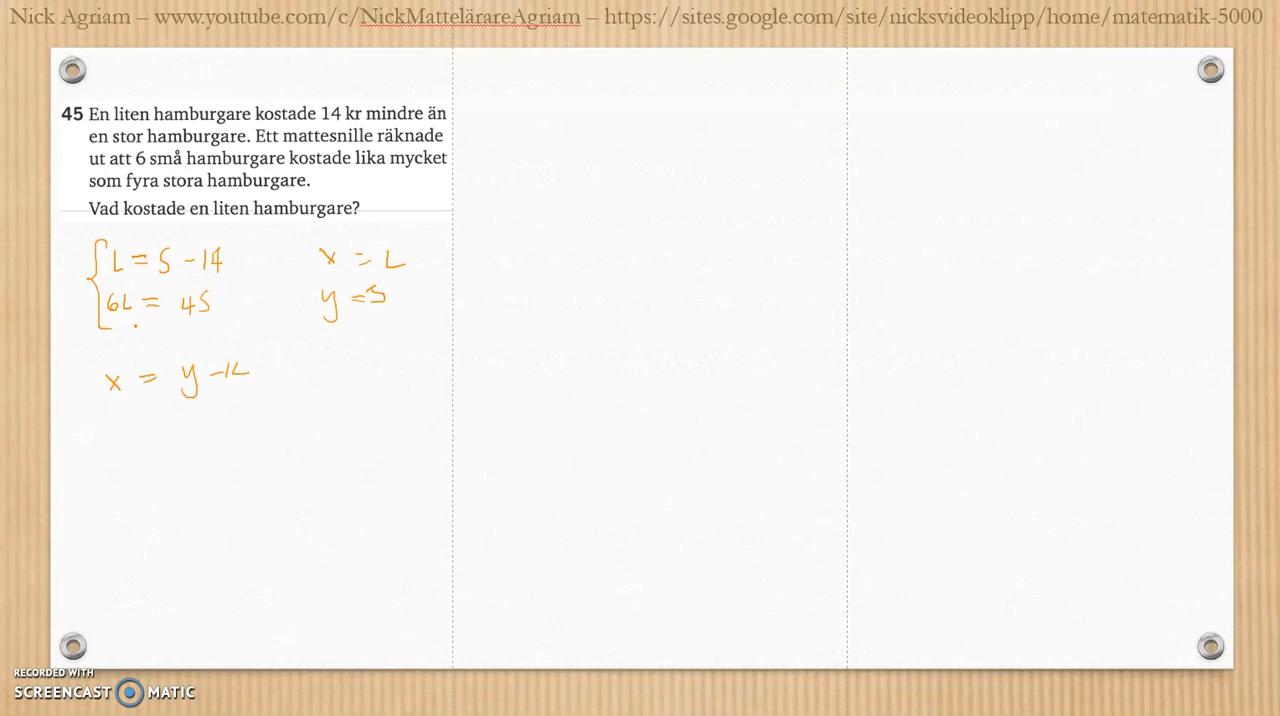 Nick Agriam – www.youtube.com/c/NickMattelärareAgriam – https://sites.google.com/site/nicksvideoklipp/home/matematik-5000
45 En liten hamburgare kostade 14 kr mindre än
en stor hamburgare. Ett mattesnille räknade
ut att 6 små hamburgare kostade lika mycket
som fyra stora hamburgare.
Vad kostade en liten hamburgare?
L = S - 14
6L = 4S
x = L
y = S
x = y - 14
RECORDED WITH
SCREENCAST MATIC